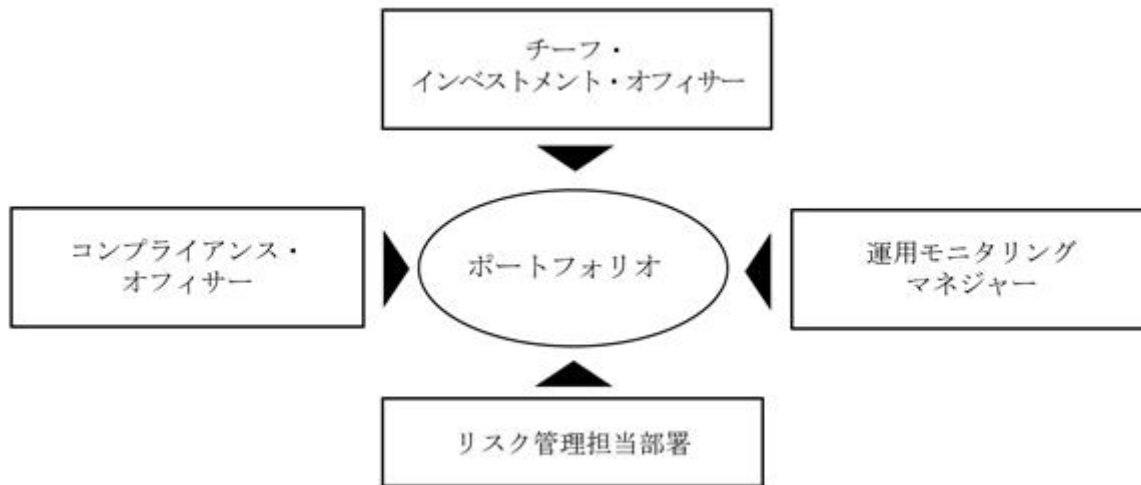 チーフ・
インベストメント・オフィサー
コンプライアンス・
オフィサー
ポートフォリオ
運用モニタリング
マネジャー
リスク管理担当部署